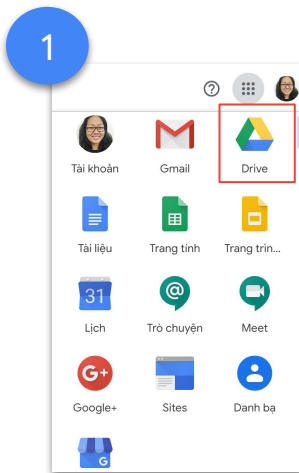 1
Tài khoản Gmail Drive
Tài liệu Trang tính Trang trìn...
31
Lịch Trò chuyện Meet
G+
Google+ Sites Danh bạ
G